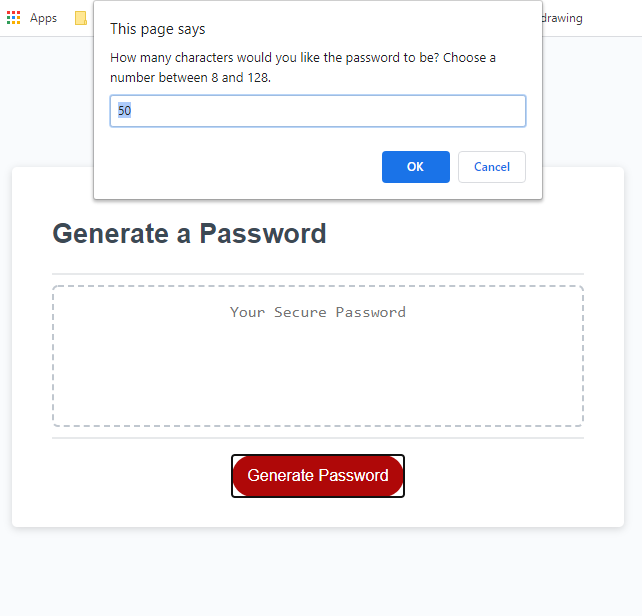 Apps
drawing
This page says
How many characters would you like the password to be? Choose a
number between 8 and 128.
50
OK Cancel
Generate a Password
Your Secure Password
Generate Password